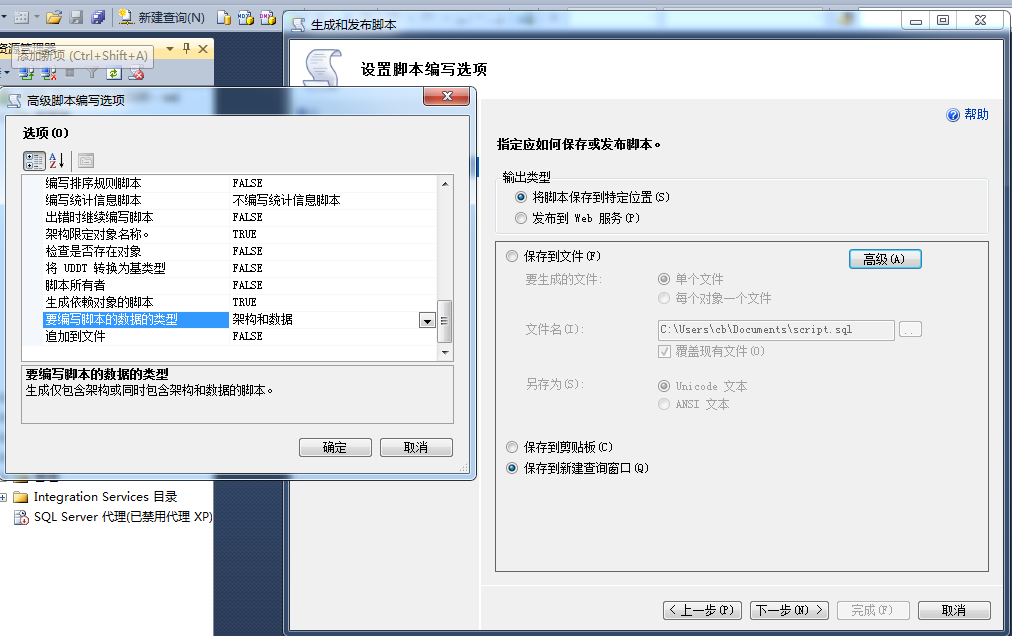 新建查询(N)
生成和发布脚本
添加新项 (Ctrl+Shift+A)
设置脚本编写选项
高级脚本编写选项
帮助
选项(O)
指定应如何保存或发布脚本。
输出类型
将脚本保存到特定位置(S)
发布到 Web 服务(P)
编写排序规则脚本 FALSE
编写统计信息脚本 不编写统计信息脚本
出错时继续编写脚本 FALSE
架构限定对象名称。 TRUE
检查是否存在对象 FALSE
将 UDDT 转换为基类型 FALSE
脚本所有者 FALSE
生成依赖对象的脚本 TRUE
要编写脚本的数据的类型 架构和数据
追加到文件 FALSE
要编写脚本的数据的类型
生成仅包含架构或同时包含架构和数据的脚本。
确定 取消
保存到文件(F) 高级(A)
要生成的文件: 单个文件
每个对象一个文件
文件名(I): C:\Users\cb\Documents\script.sql ...
覆盖现有文件(O)
另存为(S): Unicode 文本
ANSI 文本
保存到剪贴板(C)
保存到新建查询窗口(Q)
Integration Services 目录
SQL Server 代理(已禁用代理 XP)
< 上一步(P) 下一步(N) > 完成(F) 取消